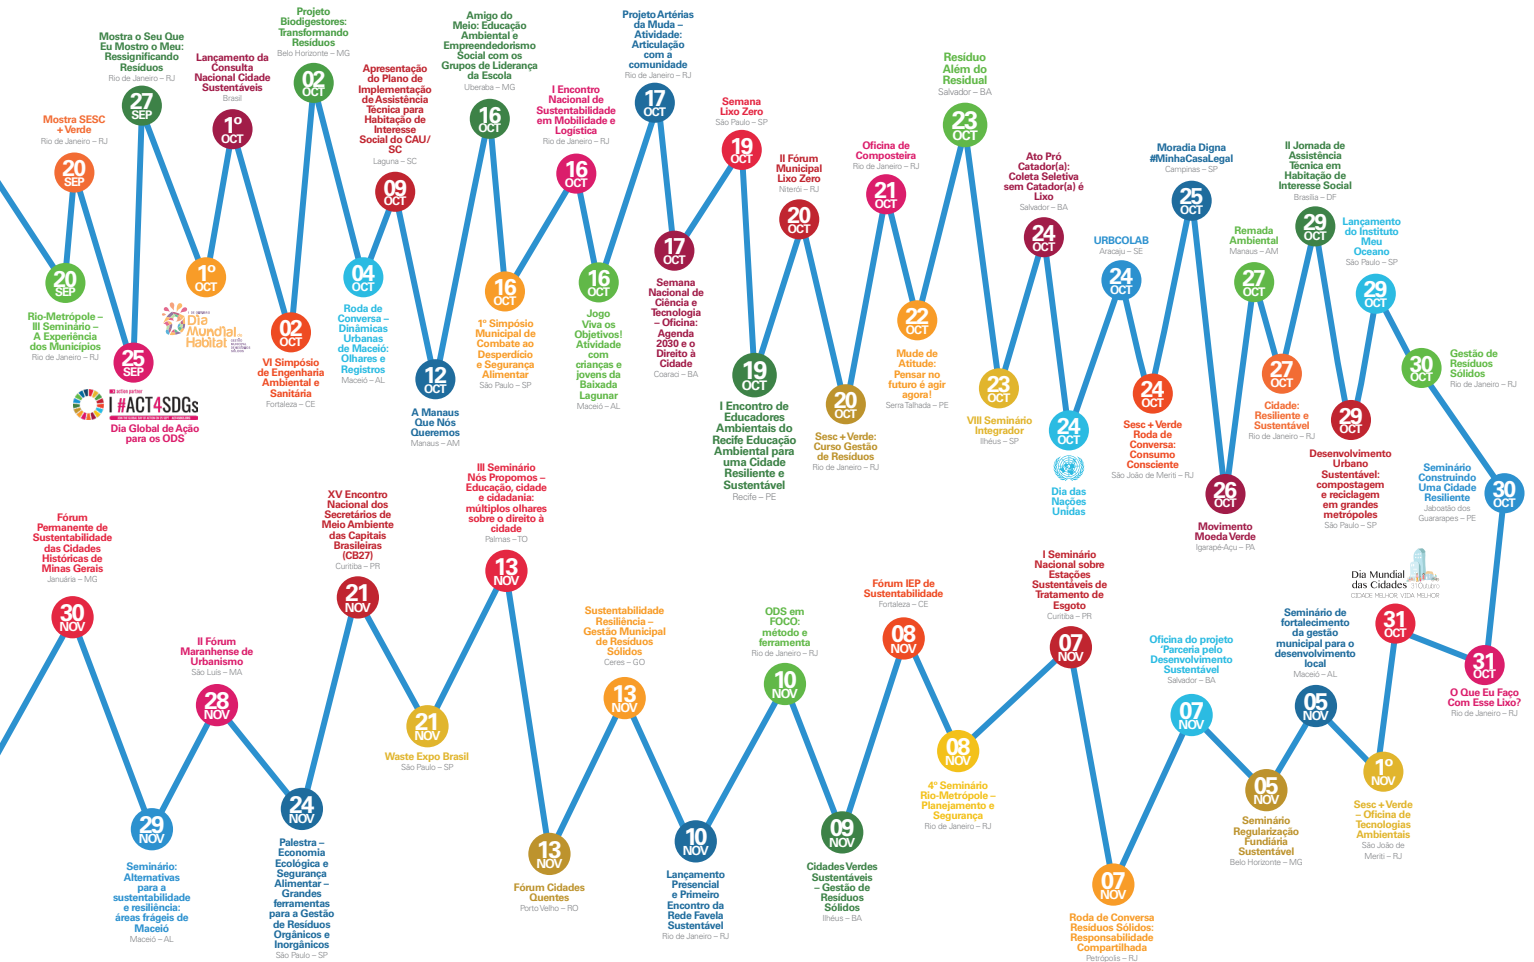 20
SEP
Rio-Metrópole –
III Seminário –
A Experiência
dos Municípios
Rio de Janeiro – RJ
Mostra SESC
+ Verde
Rio de Janeiro – RJ
20
SEP
25
SEP
I #ACT4SDGs
Dia Global de Ação
para os ODS
Mostra o Seu Que
Eu Mostro o Meu:
Ressignificando
Resíduos
Rio de Janeiro – RJ
27
SEP
1º
OCT
Dia
Mundial
Habitat
Lançamento da
Consulta
Nacional Cidade
Sustentáveis
Brasil
1º
OCT
02
OCT
VI Simpósio
de Engenharia
Ambiental e
Sanitária
Fortaleza – CE
Projeto
Biodigestores:
Transformando
Resíduos
Belo Horizonte – MG
02
OCT
04
OCT
Roda de
Conversa –
Dinâmicas
Urbanas
de Maceió:
Olhares e
Registros
Maceió – AL
Apresentação
do Plano de
Implementação
de Assistência
Técnica para
Habitação de
Interesse
Social do CAU/
SC
Laguna – SC
09
OCT
12
OCT
A Manaus
Que Nós
Queremos
Manaus – AM
Amigo do
Meio: Educação
Ambiental e
Empreendedorismo
Social com os
Grupos de Liderança
da Escola
Uberaba – MG
16
OCT
16
OCT
1º Simpósio
Municipal de
Combate ao
Desperdício
e Segurança
Alimentar
São Paulo – SP
I Encontro
Nacional de
Sustentabilidade
em Mobilidade e
Logística
Rio de Janeiro – RJ
16
OCT
16
OCT
Jogo
Viva os
Objetivos!
Atividade
com
crianças e
jovens da
Baixada
Lagunar
Maceió – AL
Projeto Artérias
da Muda –
Atividade:
Articulação
com a
comunidade
Rio de Janeiro – RJ
17
OCT
17
OCT
Semana
Nacional de
Ciência e
Tecnologia
– Oficina:
Agenda
2030 e o
Direito à
Cidade
Coaraci – BA
Semana
Lixo Zero
São Paulo – SP
19
OCT
19
OCT
I Encontro de
Educadores
Ambientais do
Recife Educação
Ambiental para
uma Cidade
Resiliente e
Sustentável
Recife – PE
II Fórum
Municipal
Lixo Zero
Niterói – RJ
20
OCT
20
OCT
Sesc + Verde:
Curso Gestão
de Resíduos
Rio de Janeiro – RJ
Oficina de
Composteira
Rio de Janeiro – RJ
21
OCT
22
OCT
Mude de
Atitude:
Pensar no
futuro é agir
agora!
Serra Talhada – PE
Resíduo
Além do
Residual
Salvador – BA
23
OCT
23
OCT
VIII Seminário
Integrador
Ilhéus – SP
Ato Pró
Catador(a):
Coleta Seletiva
sem Catador(a) é
Lixo
Salvador – BA
24
OCT
24
OCT
Dia das
Nações
Unidas
URBCOLAB
Aracaju – SE
24
OCT
24
OCT
Sesc + Verde
Roda de
Conversa:
Consumo
Consciente
São João de Meriti – RJ
Moradia Digna
#MinhaCasaLegal
Campinas – SP
25
OCT
26
OCT
Movimento
Moeda Verde
Igarapé-Açu – PA
Remada
Ambiental
Manaus – AM
27
OCT
27
OCT
Cidade:
Resiliente e
Sustentável
Rio de Janeiro – RJ
II Jornada de
Assistência
Técnica em
Habitação de
Interesse Social
Brasília – DF
29
OCT
29
OCT
Desenvolvimento
Urbano
Sustentável:
compostagem
e reciclagem
em grandes
metrópoles
São Paulo – SP
Lançamento
do Instituto
Meu
Oceano
São Paulo – SP
29
OCT
30
OCT
Gestão de
Resíduos
Sólidos
Rio de Janeiro – RJ
Seminário
Construindo
Uma Cidade
Resiliente
Jaboatão dos
Guararapes – PE
30
OCT
31
OCT
O Que Eu Faço
Com Esse Lixo?
Rio de Janeiro – RJ
Dia Mundial
das Cidades
31 Outubro
CIDADE MELHOR, VIDA MELHOR
31
OCT
1º
NOV
Sesc + Verde
– Oficina de
Tecnologias
Ambientais
São João de
Meriti – RJ
Seminário de
fortalecimento
da gestão
municipal para o
desenvolvimento
local
Maceió – AL
05
NOV
05
NOV
Seminário
Regularização
Fundiária
Sustentável
Belo Horizonte – MG
Oficina do projeto
'Parceria pelo
Desenvolvimento
Sustentável
Salvador – BA
07
NOV
07
NOV
Roda de Conversa
Resíduos Sólidos:
Responsabilidade
Compartilhada
Petrópolis – RJ
I Seminário
Nacional sobre
Estações
Sustentáveis de
Tratamento de
Esgoto
Curitiba – PR
07
NOV
08
NOV
4º Seminário
Rio-Metrópole –
Planejamento e
Segurança
Rio de Janeiro – RJ
Fórum IEP de
Sustentabilidade
Fortaleza – CE
08
NOV
09
NOV
Cidades Verdes
Sustentáveis
– Gestão de
Resíduos
Sólidos
Ilhéus – BA
ODS em
FOCO:
método e
ferramenta
Rio de Janeiro – RJ
10
NOV
10
NOV
Lançamento
Presencial
e Primeiro
Encontro da
Rede Favela
Sustentável
Rio de Janeiro – RJ
Sustentabilidade
Resiliência –
Gestão Municipal
de Resíduos
Sólidos
Ceres – GO
13
NOV
13
NOV
Fórum Cidades
Quentes
Porto Velho – RO
III Seminário
Nós Propomos –
Educação, cidade
e cidadania:
múltiplos olhares
sobre o direito à
cidade
Palmas – TO
13
NOV
21
NOV
Waste Expo Brasil
São Paulo – SP
XV Encontro
Nacional dos
Secretários de
Meio Ambiente
das Capitais
Brasileiras
(CB27)
Curitiba – PR
21
NOV
24
NOV
Palestra –
Economia
Ecológica e
Segurança
Alimentar –
Grandes
ferramentas
para a Gestão
de Resíduos
Orgânicos e
Inorgânicos
São Paulo – SP
II Fórum
Maranhense de
Urbanismo
São Luís – MA
28
NOV
29
NOV
Seminário:
Alternativas
para a
sustentabilidade
e resiliência:
áreas frágeis de
Maceió
Maceió – AL
Fórum
Permanente de
Sustentabilidade
das Cidades
Históricas de
Minas Gerais
Januária – MG
30
NOV